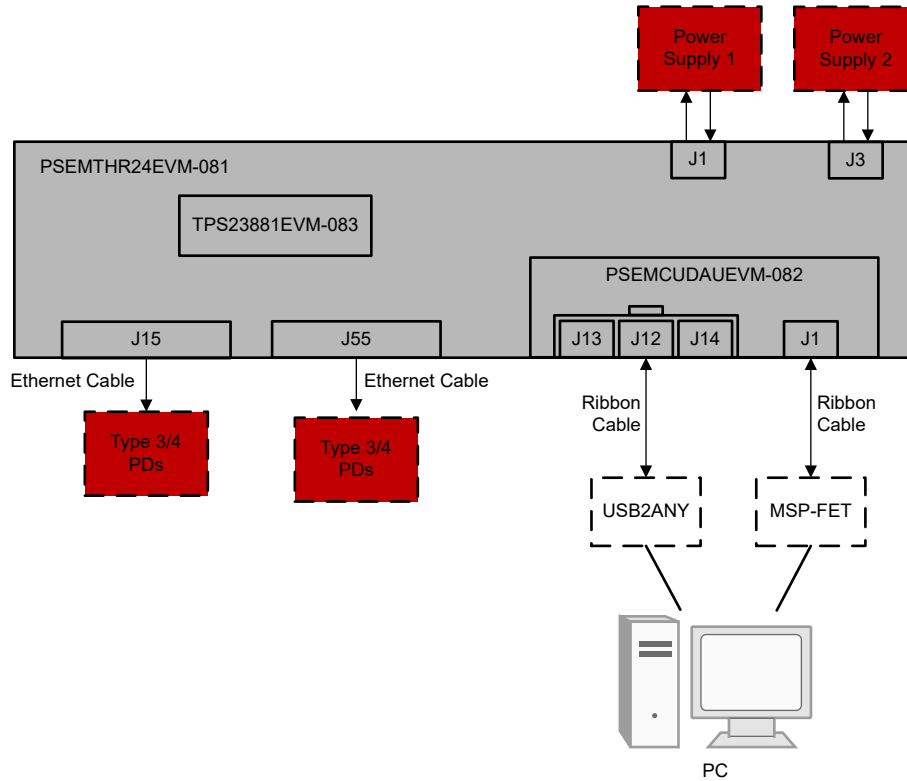 Power
Supply 1
Power
Supply 2
PSEMTHR24EVM-081
J1
J3
TPS23881EVM-083
PSEMCUDAUEVM-082
J15
J55
J13
J12
J14
J1
Ethernet Cable
Ethernet Cable
Ribbon
Cable
Ribbon
Cable
Type 3/4
PDs
Type 3/4
PDs
USB2ANY
MSP-FET
PC